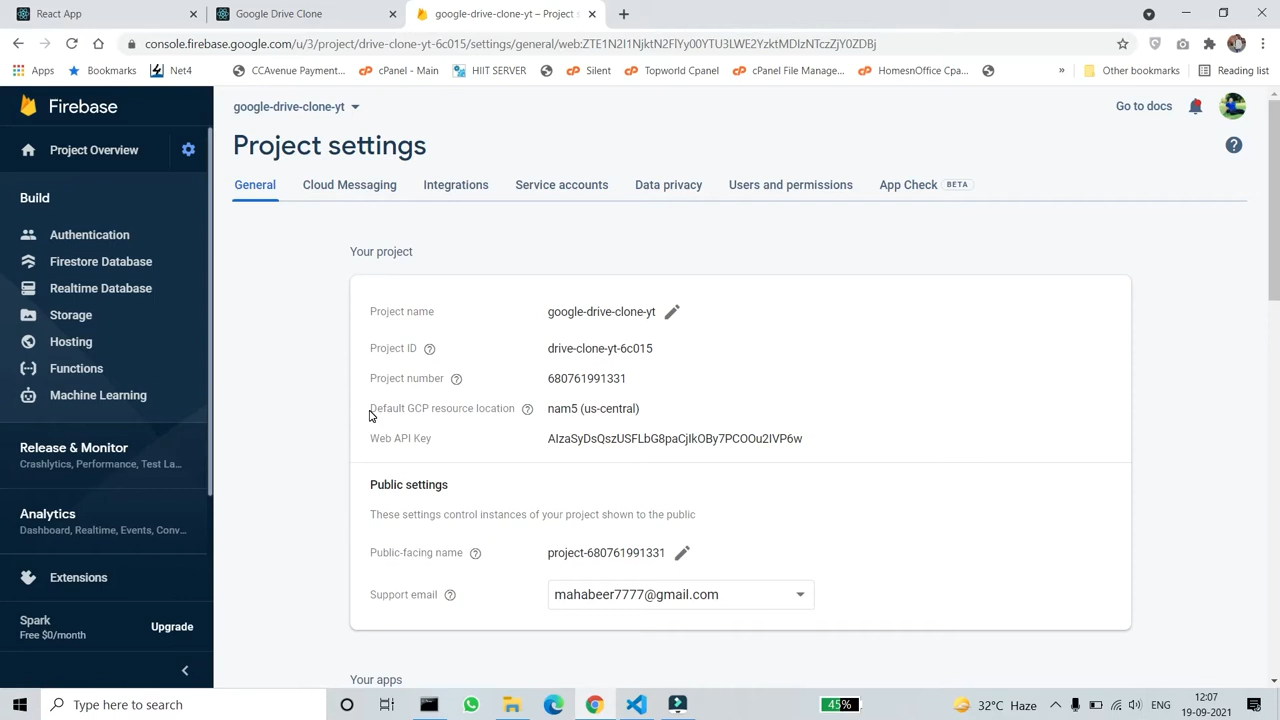 React App
Google Drive Clone
google-drive-clone-yt – Project s
console.firebase.google.com/u/3/project/drive-clone-yt-6c015/settings/general/web:ZTE1N2I1NjktN2FlYy00YTU3LWE2YzktMDIzNTczZjY0ZDBj
Apps
Bookmarks
Net4
CCAvenue Payment...
cPanel - Main
HIIT SERVER
Silent
Topworld Cpanel
cPanel File Manage...
HomesnOffice Cpa...
»
Other bookmarks
Reading list
Firebase
google-drive-clone-yt
Go to docs
Project Overview
Project settings
General
Cloud Messaging
Integrations
Service accounts
Data privacy
Users and permissions
App Check BETA
Build
Authentication
Firestore Database
Realtime Database
Storage
Hosting
Functions
Machine Learning
Release & Monitor
Crashlytics, Performance, Test La...
Analytics
Dashboard, Realtime, Events, Conv...
Extensions
Spark
Free $0/month
Upgrade
Your project
Project name
google-drive-clone-yt
Project ID
drive-clone-yt-6c015
Project number
680761991331
Default GCP resource location
nam5 (us-central)
Web API Key
AIzaSyDsQszUSFLbG8paCjIkOBy7PCOOu2IVP6w
Public settings
These settings control instances of your project shown to the public
Public-facing name
project-680761991331
Support email
mahabeer7777@gmail.com
Your apps
Type here to search
45%
32°C Haze
ENG
12:07
19-09-2021